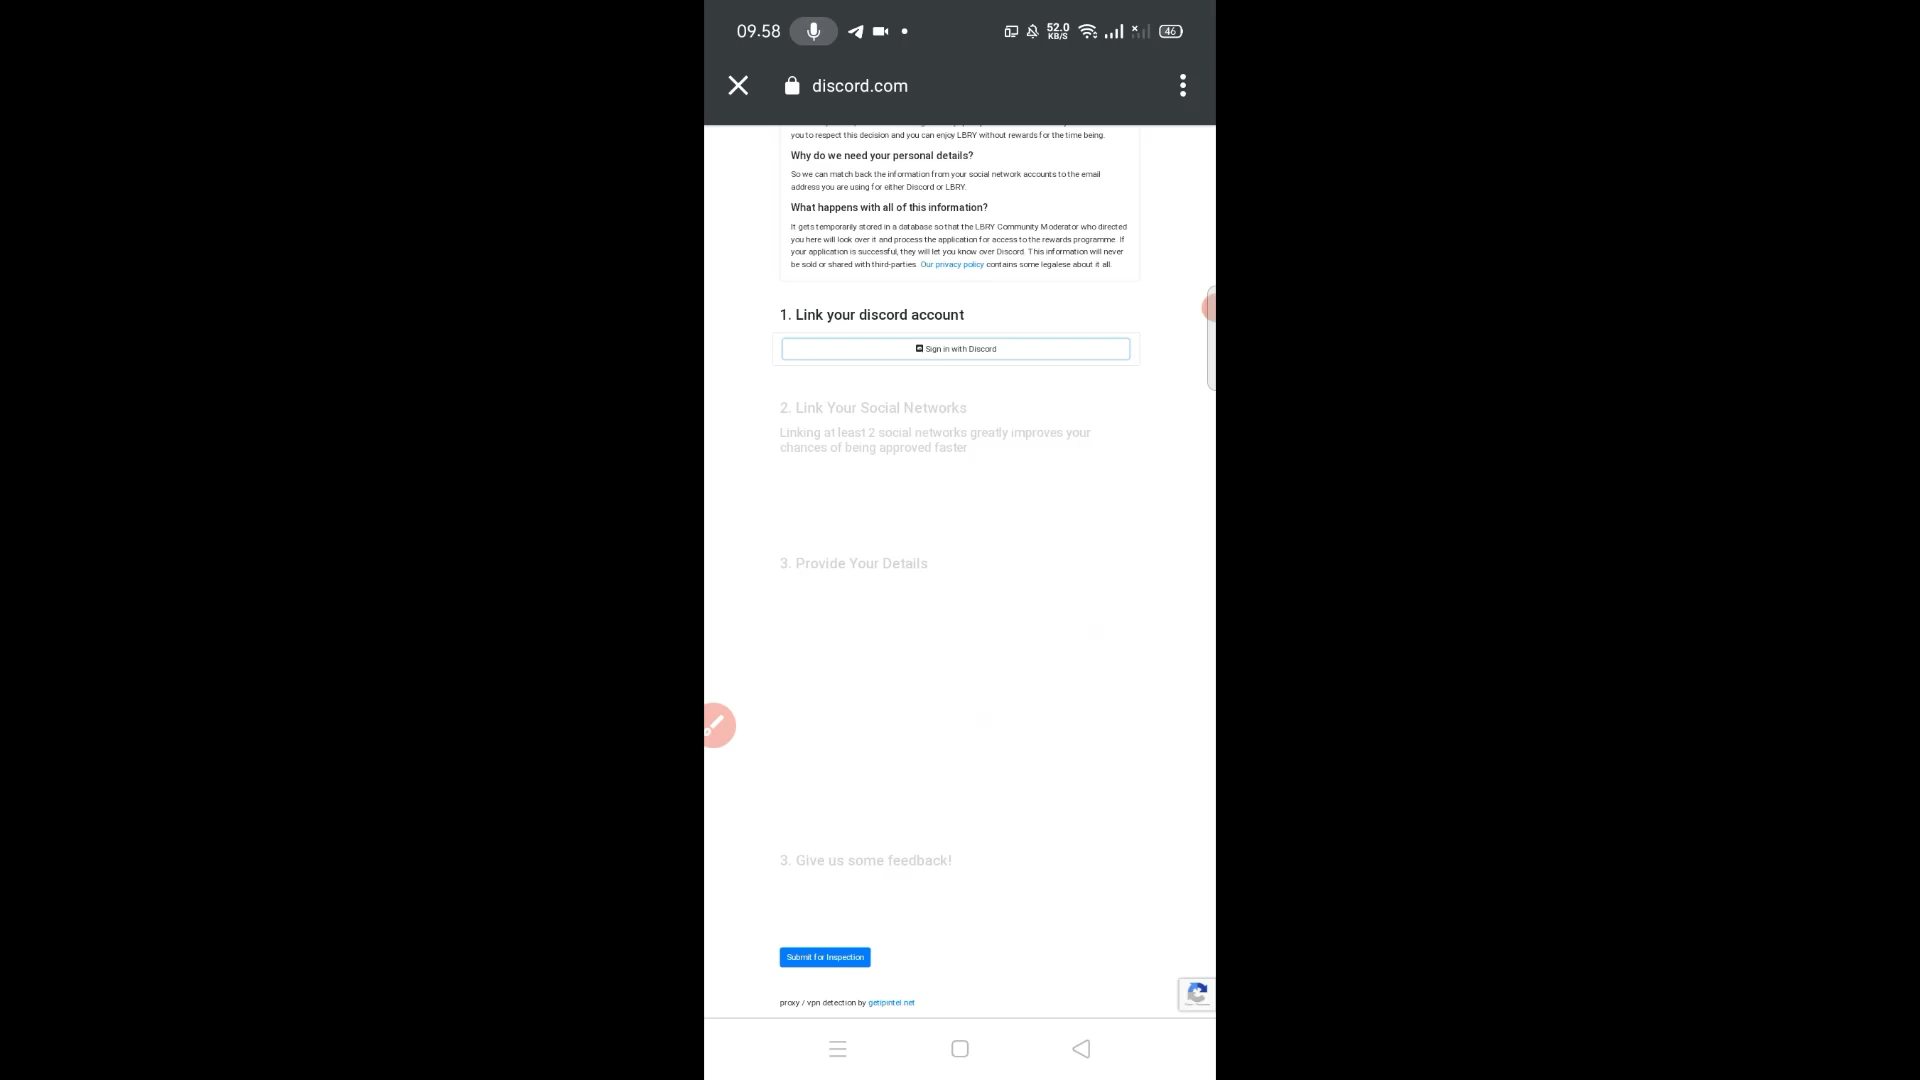 09.58
52.0
KB/S
46
discord.com
you to respect this decision and you can enjoy LBRY without rewards for the time being.
Why do we need your personal details?
So we can match back the information from your social network accounts to the email
address you are using for either Discord or LBRY.
What happens with all of this information?
It gets temporarily stored in a database so that the LBRY Community Moderator who directed
you here will look over it and process the application for access to the rewards programme. If
your application is successful, they will let you know over Discord. This information will never
be sold or shared with third-parties. Our privacy policy contains some legalese about it all.
1. Link your discord account
Sign in with Discord
2. Link Your Social Networks
Linking at least 2 social networks greatly improves your
chances of being approved faster
3. Provide Your Details
3. Give us some feedback!
Submit for Inspection
proxy / vpn detection by getipintel.net